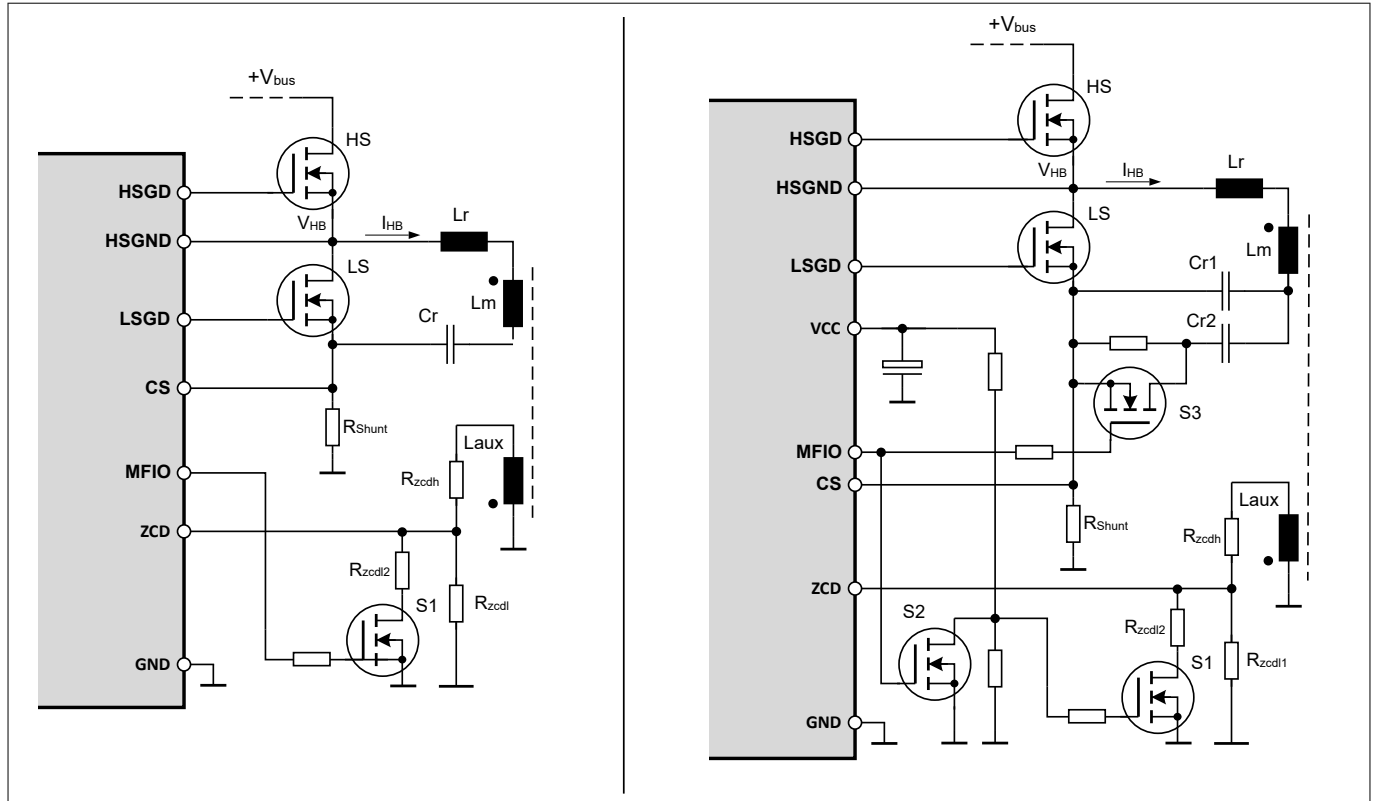 +Vbus
HS
HSGD
VHB
IHB
Lr
HSGND
LS
Lm
LSGD
Cr
CS
RShunt
Laux
MFIO
Rzcdh
ZCD
Rzcdl2
Rzcdl
S1
GND
+Vbus
HS
HSGD
VHB
IHB
Lr
HSGND
LS
Lm
LSGD
Cr1
VCC
Cr2
S3
MFIO
CS
Laux
RShunt
Rzcdh
ZCD
S2
Rzcdl2
Rzcdl1
S1
GND